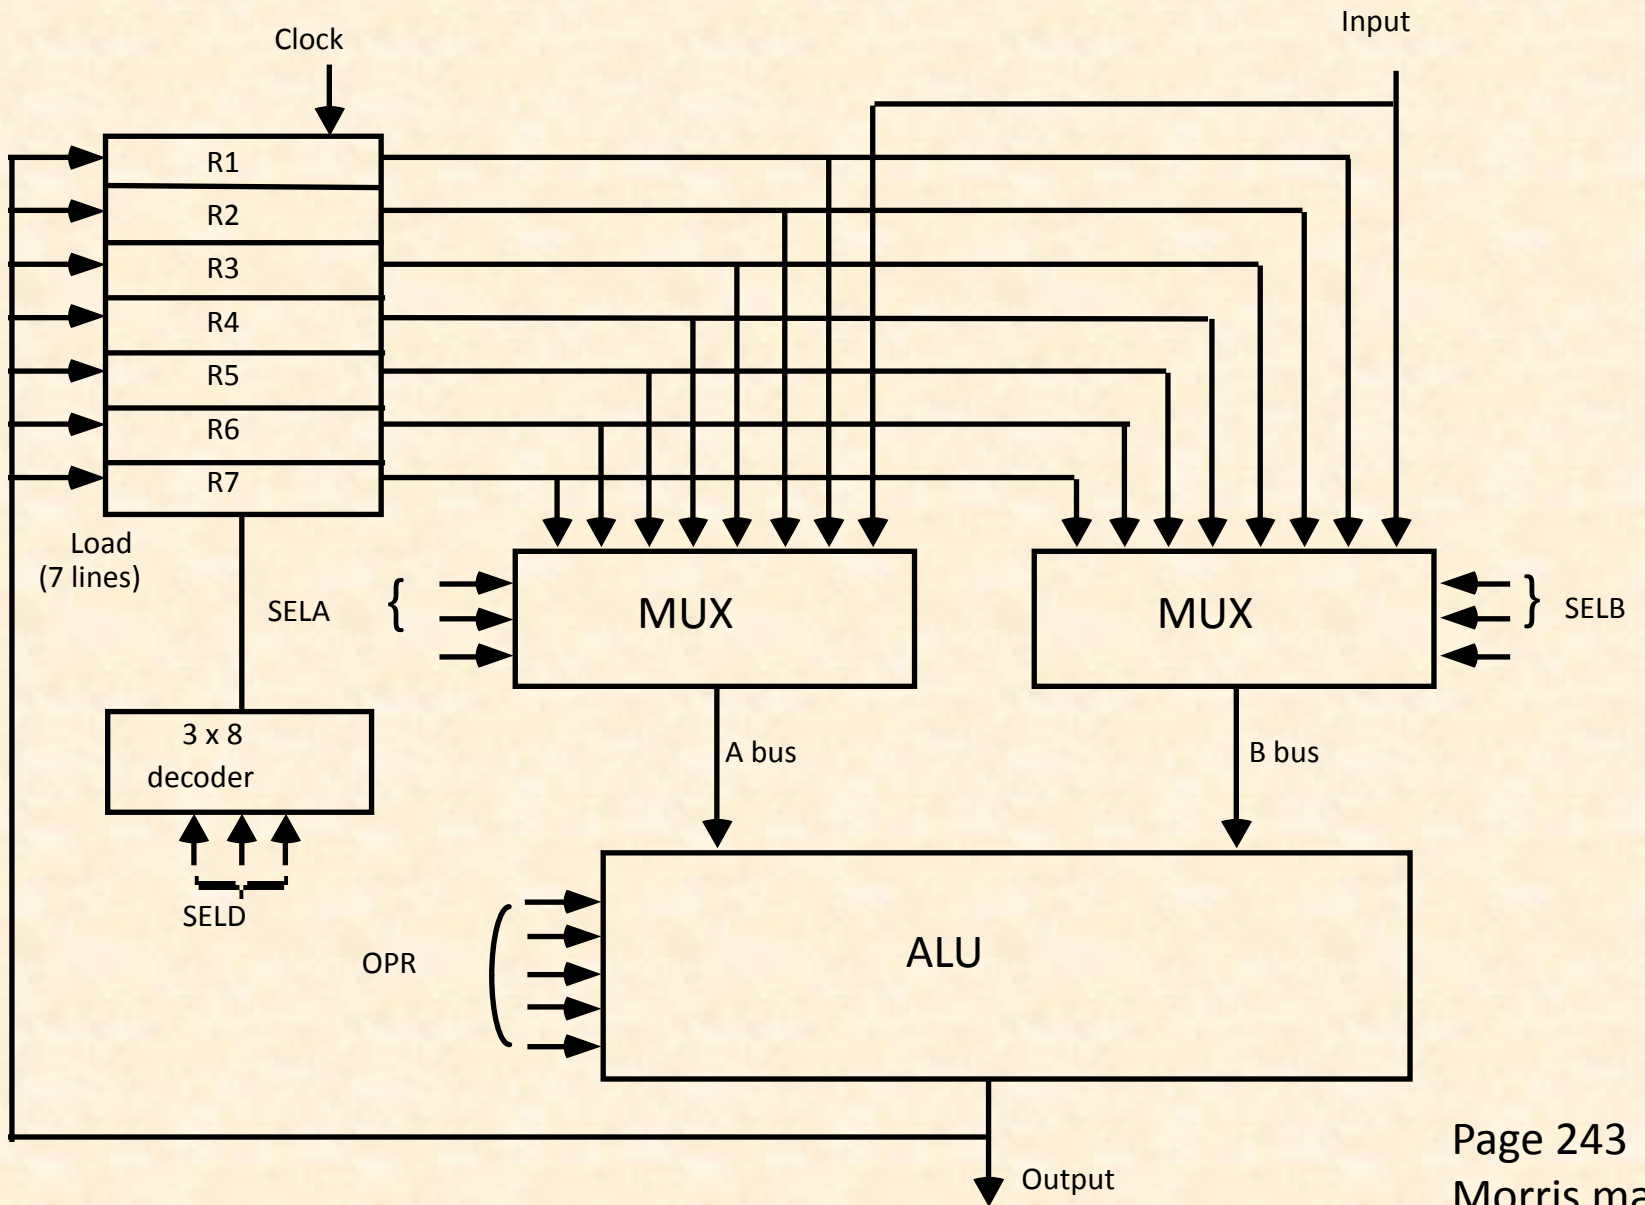 Clock
Input
R1
R2
R3
R4
R5
R6
R7
Load
(7 lines)
SELA
{
MUX
MUX
}
SELB
3 x 8
decoder
A bus
B bus
SELD
OPR
ALU
Output
Page 243
Morris